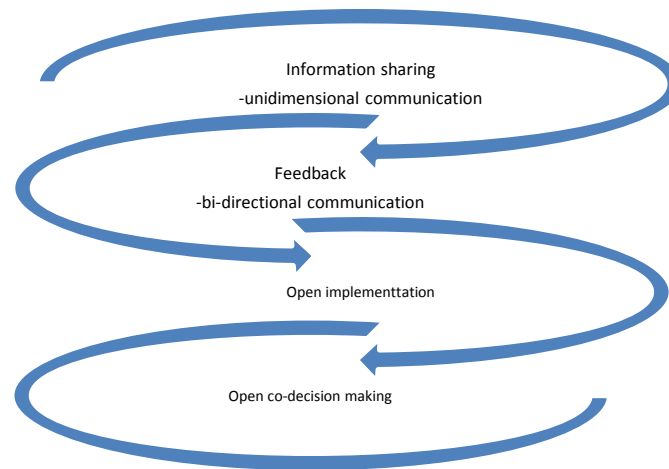 Information sharing
-unidimensional communication
Feedback
-bi-directional communication
Open implementtation
Open co-decision making